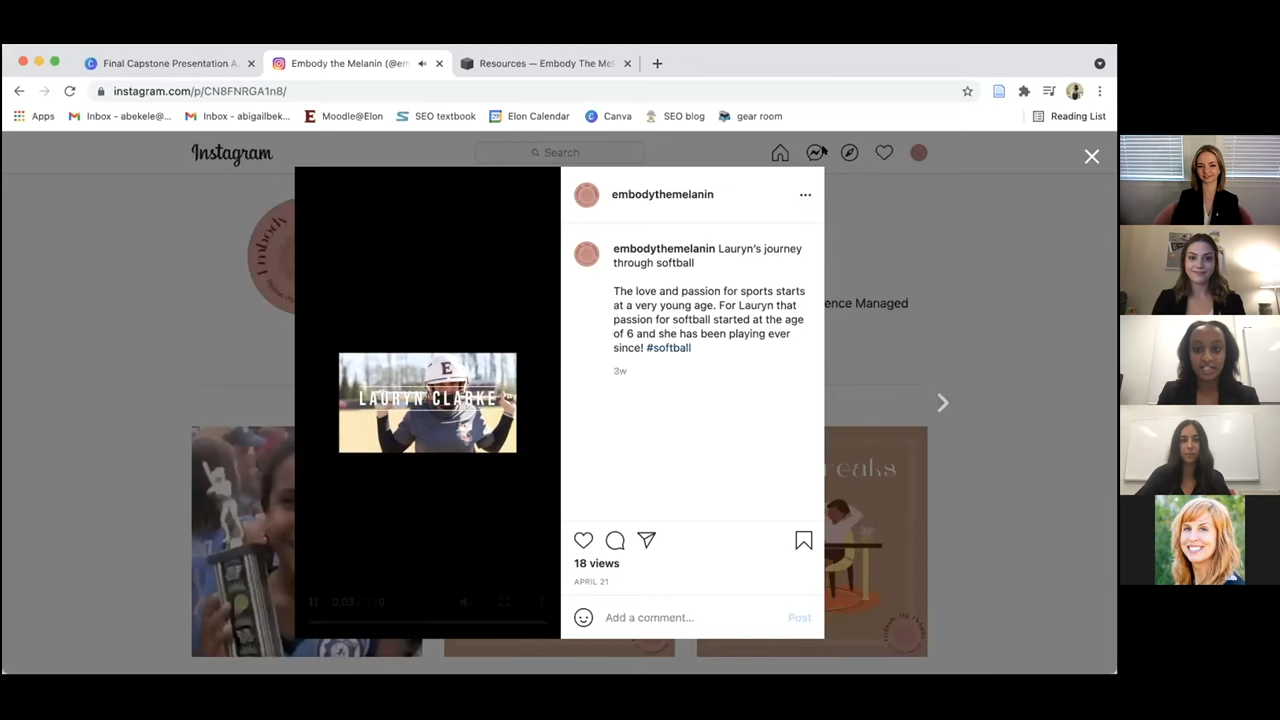 Final Capstone Presentation A
Embody the Melanin (@em
Resources — Embody The Mel
instagram.com/p/CN8FNRGA1n8/
Apps
Inbox - abekele@...
Inbox - abigailbek...
Moodle@Elon
SEO textbook
Elon Calendar
Canva
SEO blog
gear room
Reading List
Instagram
Search
embodythemelanin
embodythemelanin Lauryn's journey
through softball
The love and passion for sports starts
at a very young age. For Lauryn that
passion for softball started at the age
of 6 and she has been playing ever
since! #softball
3w
ence Managed
Embody
E
LAURYN CLARKE
eaks
18 views
APRIL 21
0:03
Add a comment...
Post